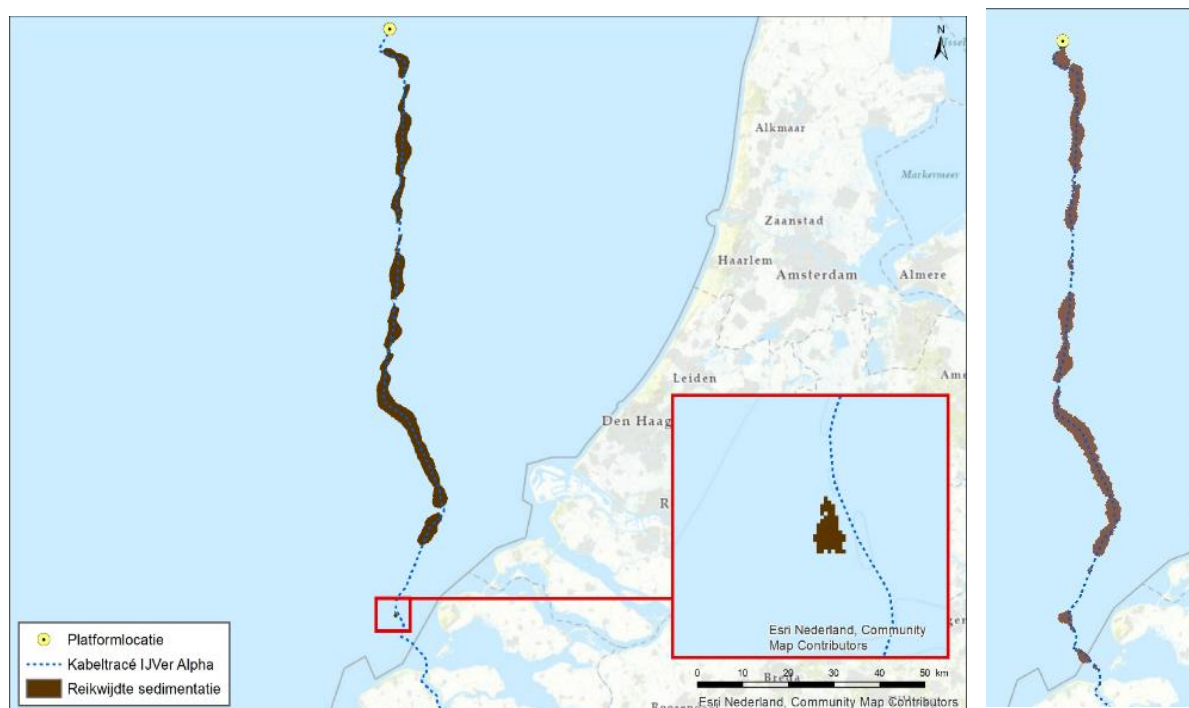 N
Alkmaar
Markermeer
Zaanstad
Haarlem
Amsterdam
Almere
Leiden
Den Haag
Esri Nederland, Community
Map Contributors
0 10 20 30 40 50 km
Breda
Esri Nederland, Community Map Contributors
Platformlocatie
Kabeltracé IJVer Alpha
Reikwijdte sedimentatie